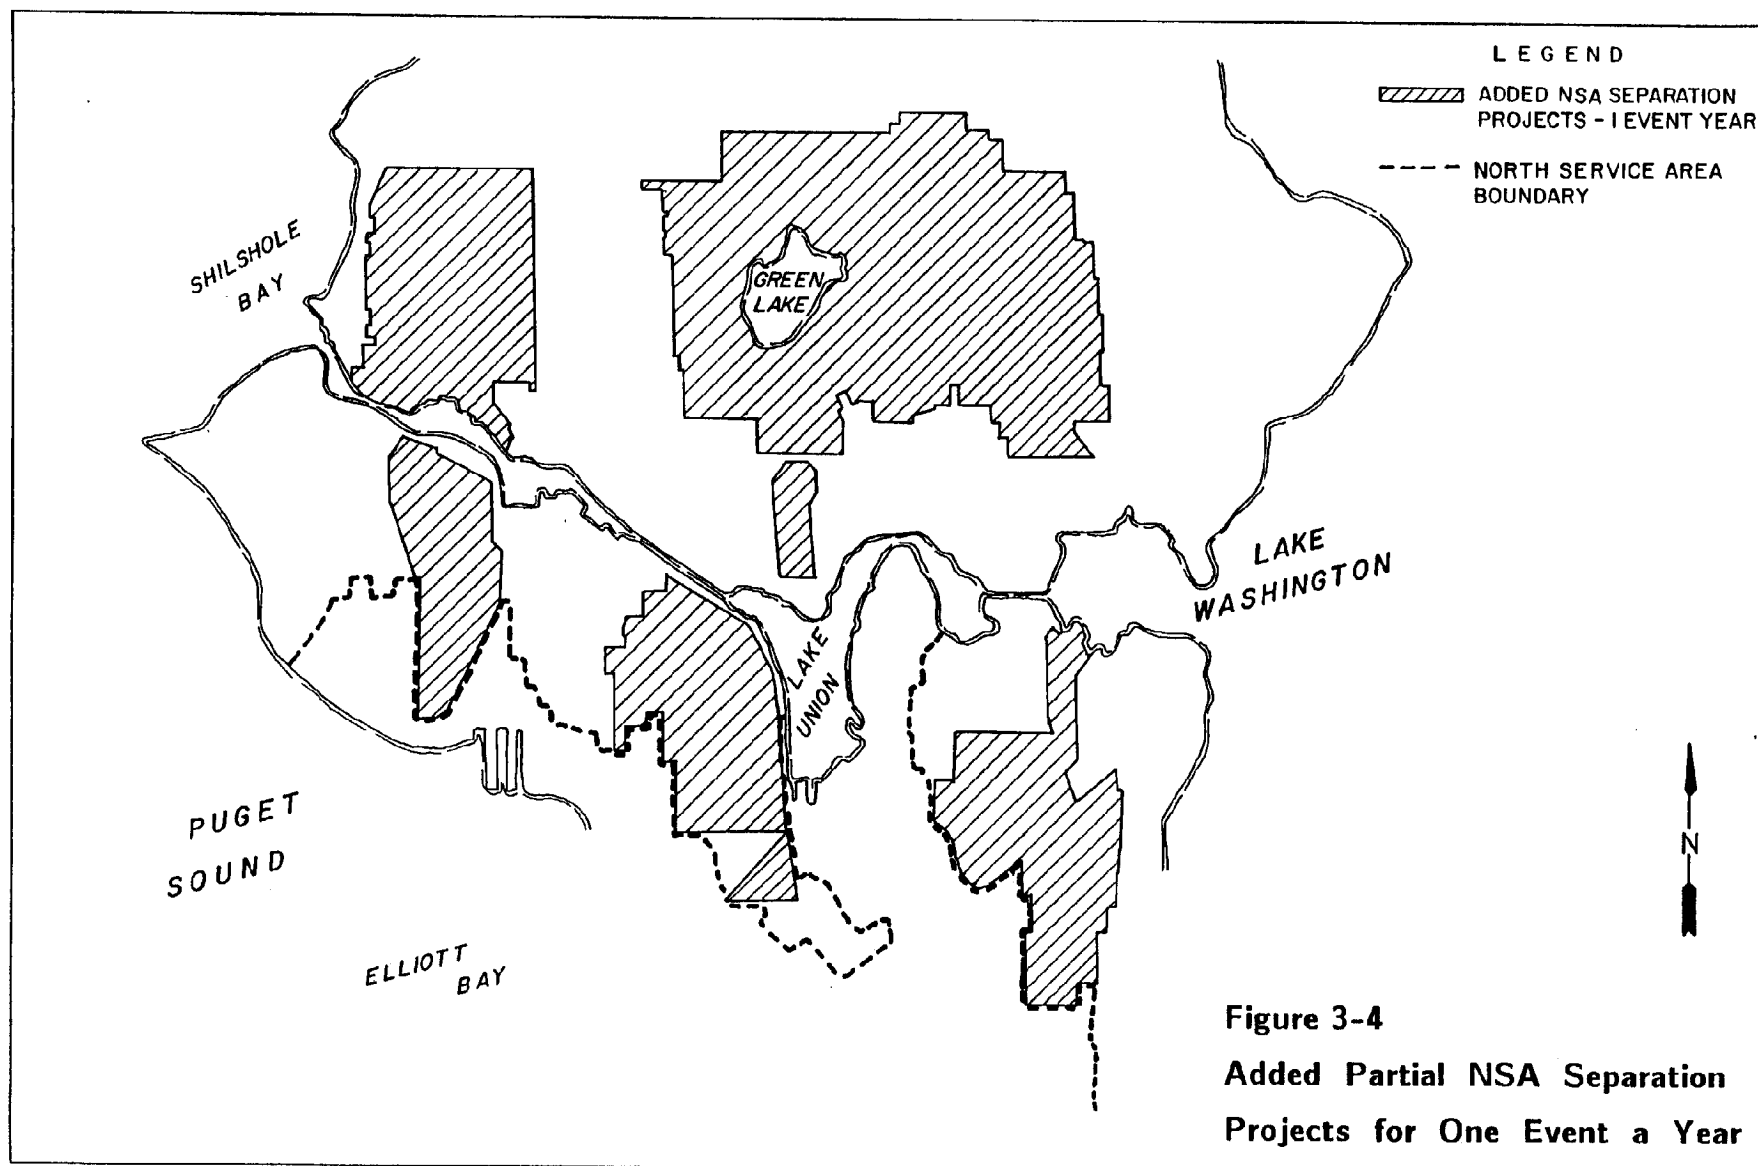 LEGEND
ADDED NSA SEPARATION
PROJECTS - 1 EVENT YEAR
NORTH SERVICE AREA
BOUNDARY
SHILSHOLE
BAY
GREEN
LAKE
LAKE
WASHINGTON
LAKE
UNION
PUGET
SOUND
ELLIOTT
BAY
N
Figure 3-4
Added Partial NSA Separation
Projects for One Event a Year